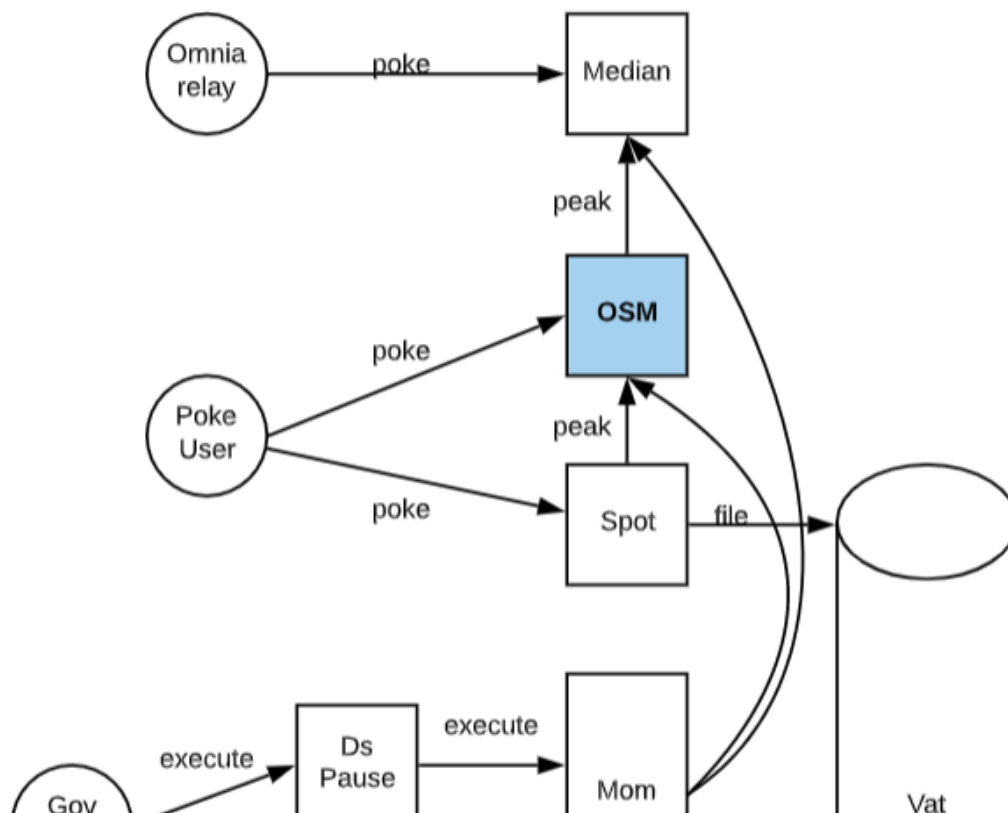 Omnia
relay
poke
Median
peak
OSM
poke
Poke
User
peak
poke
Spot
file
execute
execute
Ds
Pause
Gov
Mom
Vat